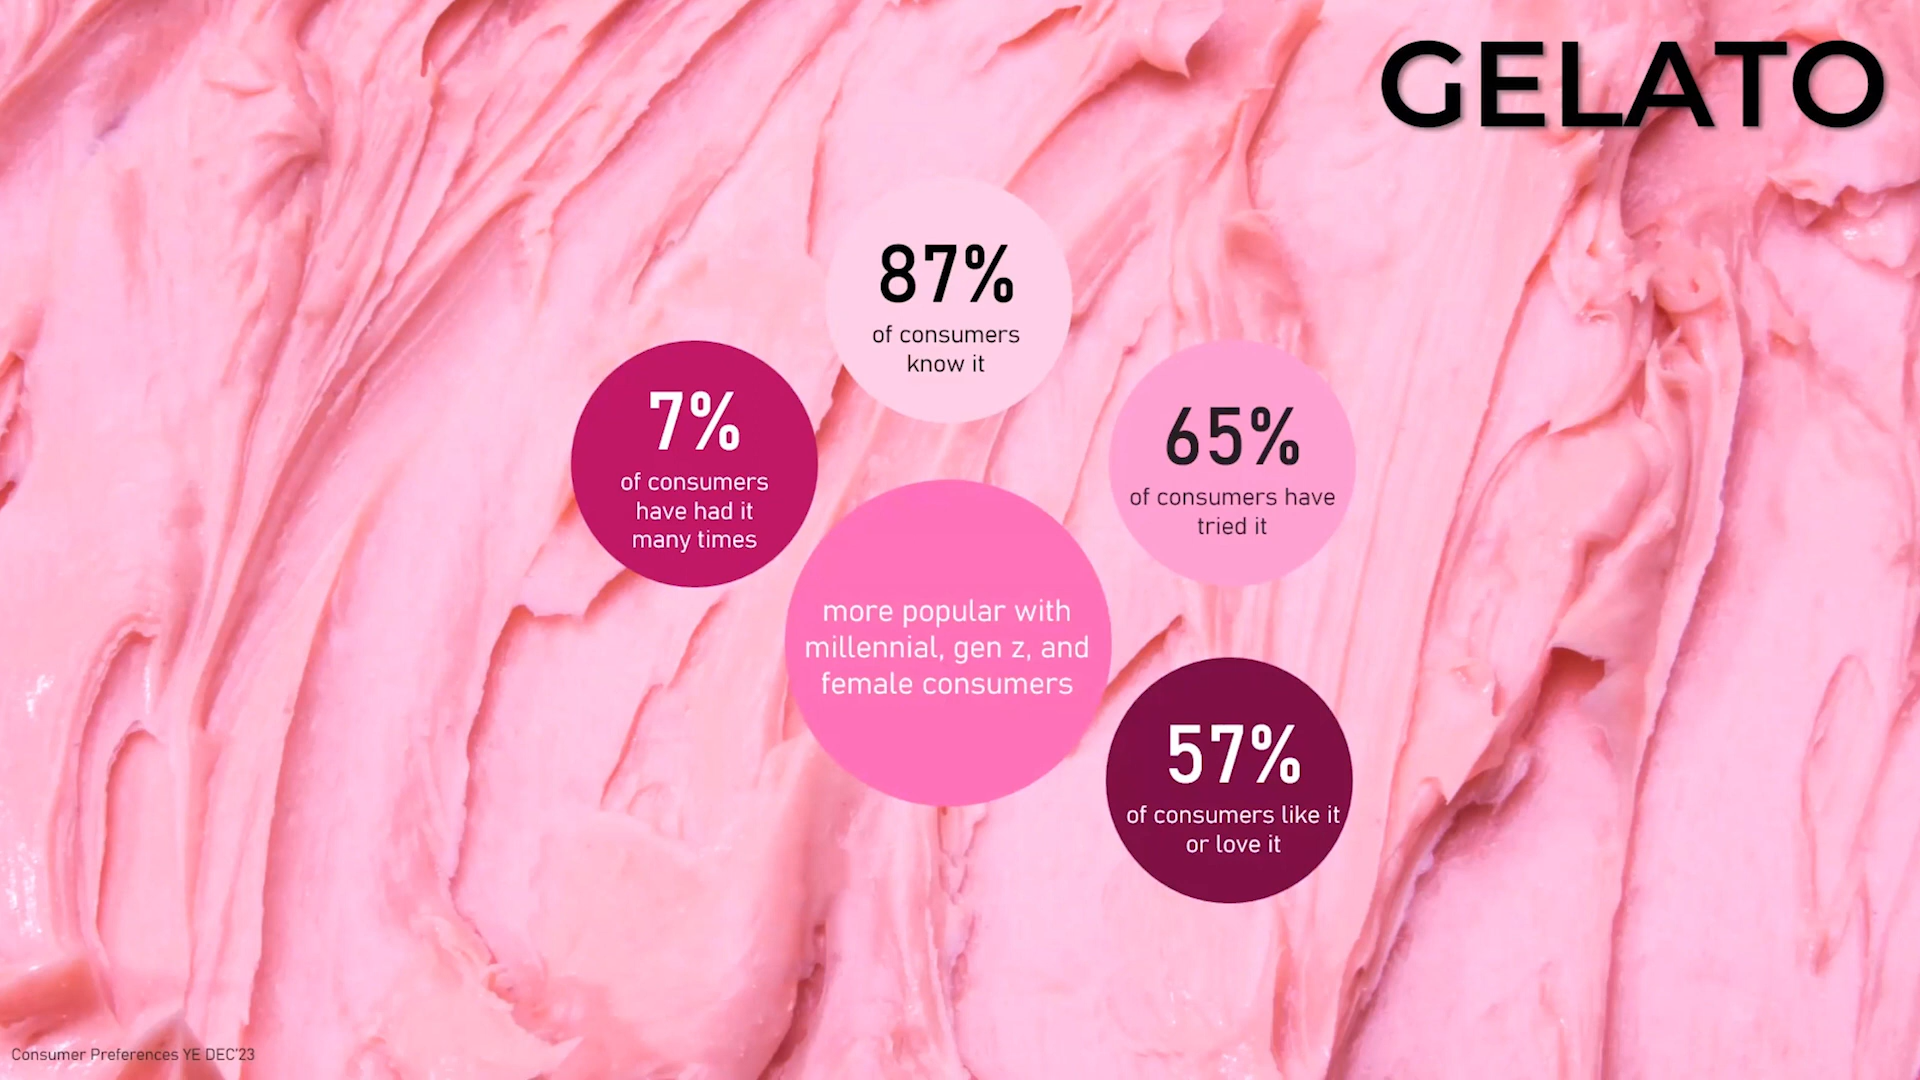 GELATO
87%
of consumers
know it
7%
of consumers
have had it
many times
65%
of consumers have
tried it
more popular with
millennial, gen z, and
female consumers
57%
of consumers like it
or love it
Consumer Preferences YE DEC'23